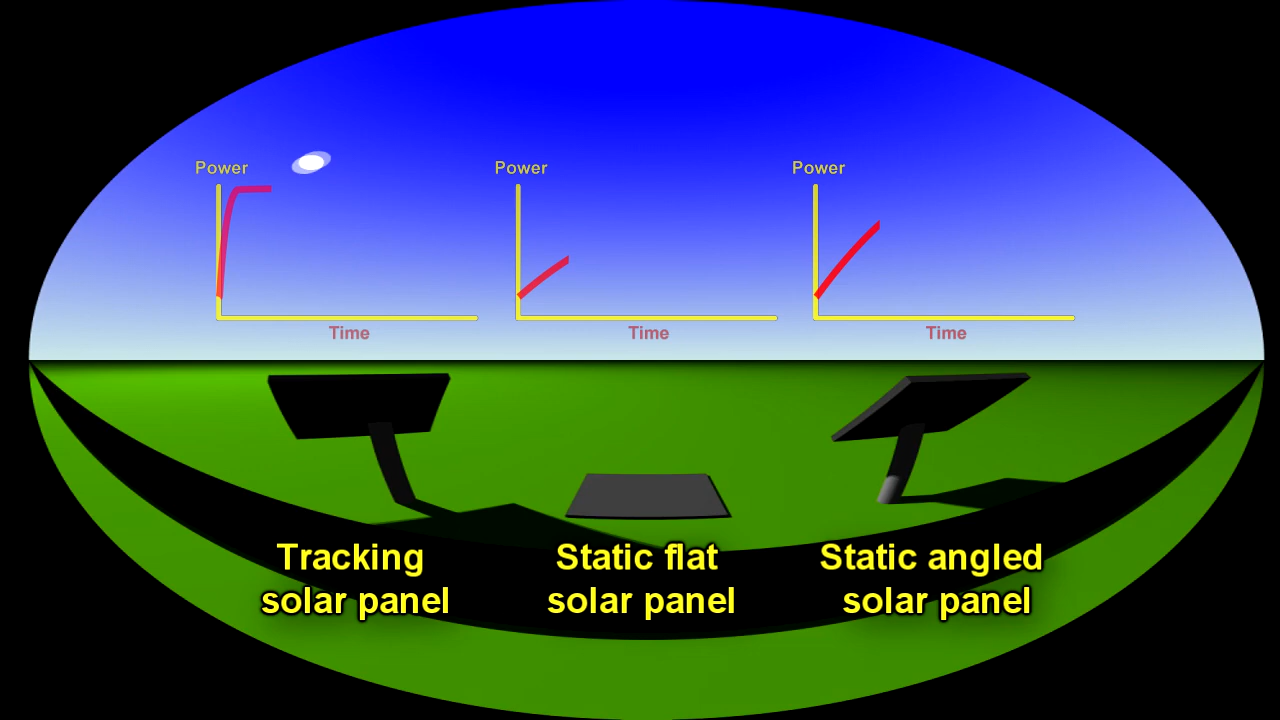 Power
Power
Power
Time
Time
Time
Tracking
solar panel
Static flat
solar panel
Static angled
solar panel